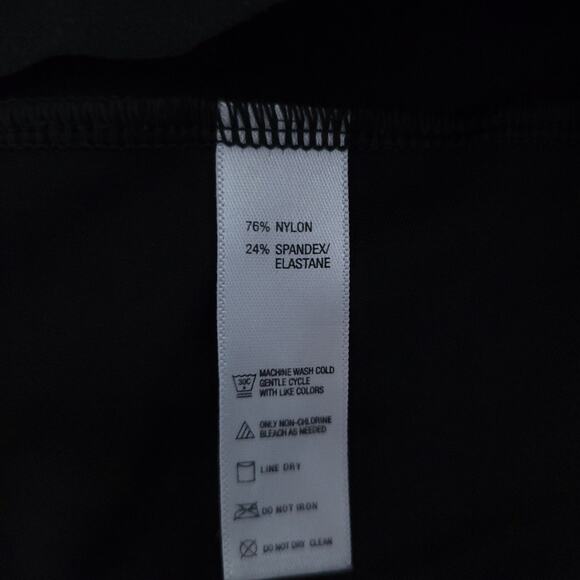 76% NYLON
24% SPANDEX/
ELASTANE
30C
MACHINE WASH COLD
GENTLE CYCLE
WITH LIKE COLORS
ONLY NON-CHLORINE
BLEACH AS NEEDED
LINE DRY
DO NOT IRON
DO NOT DRY CLEAN